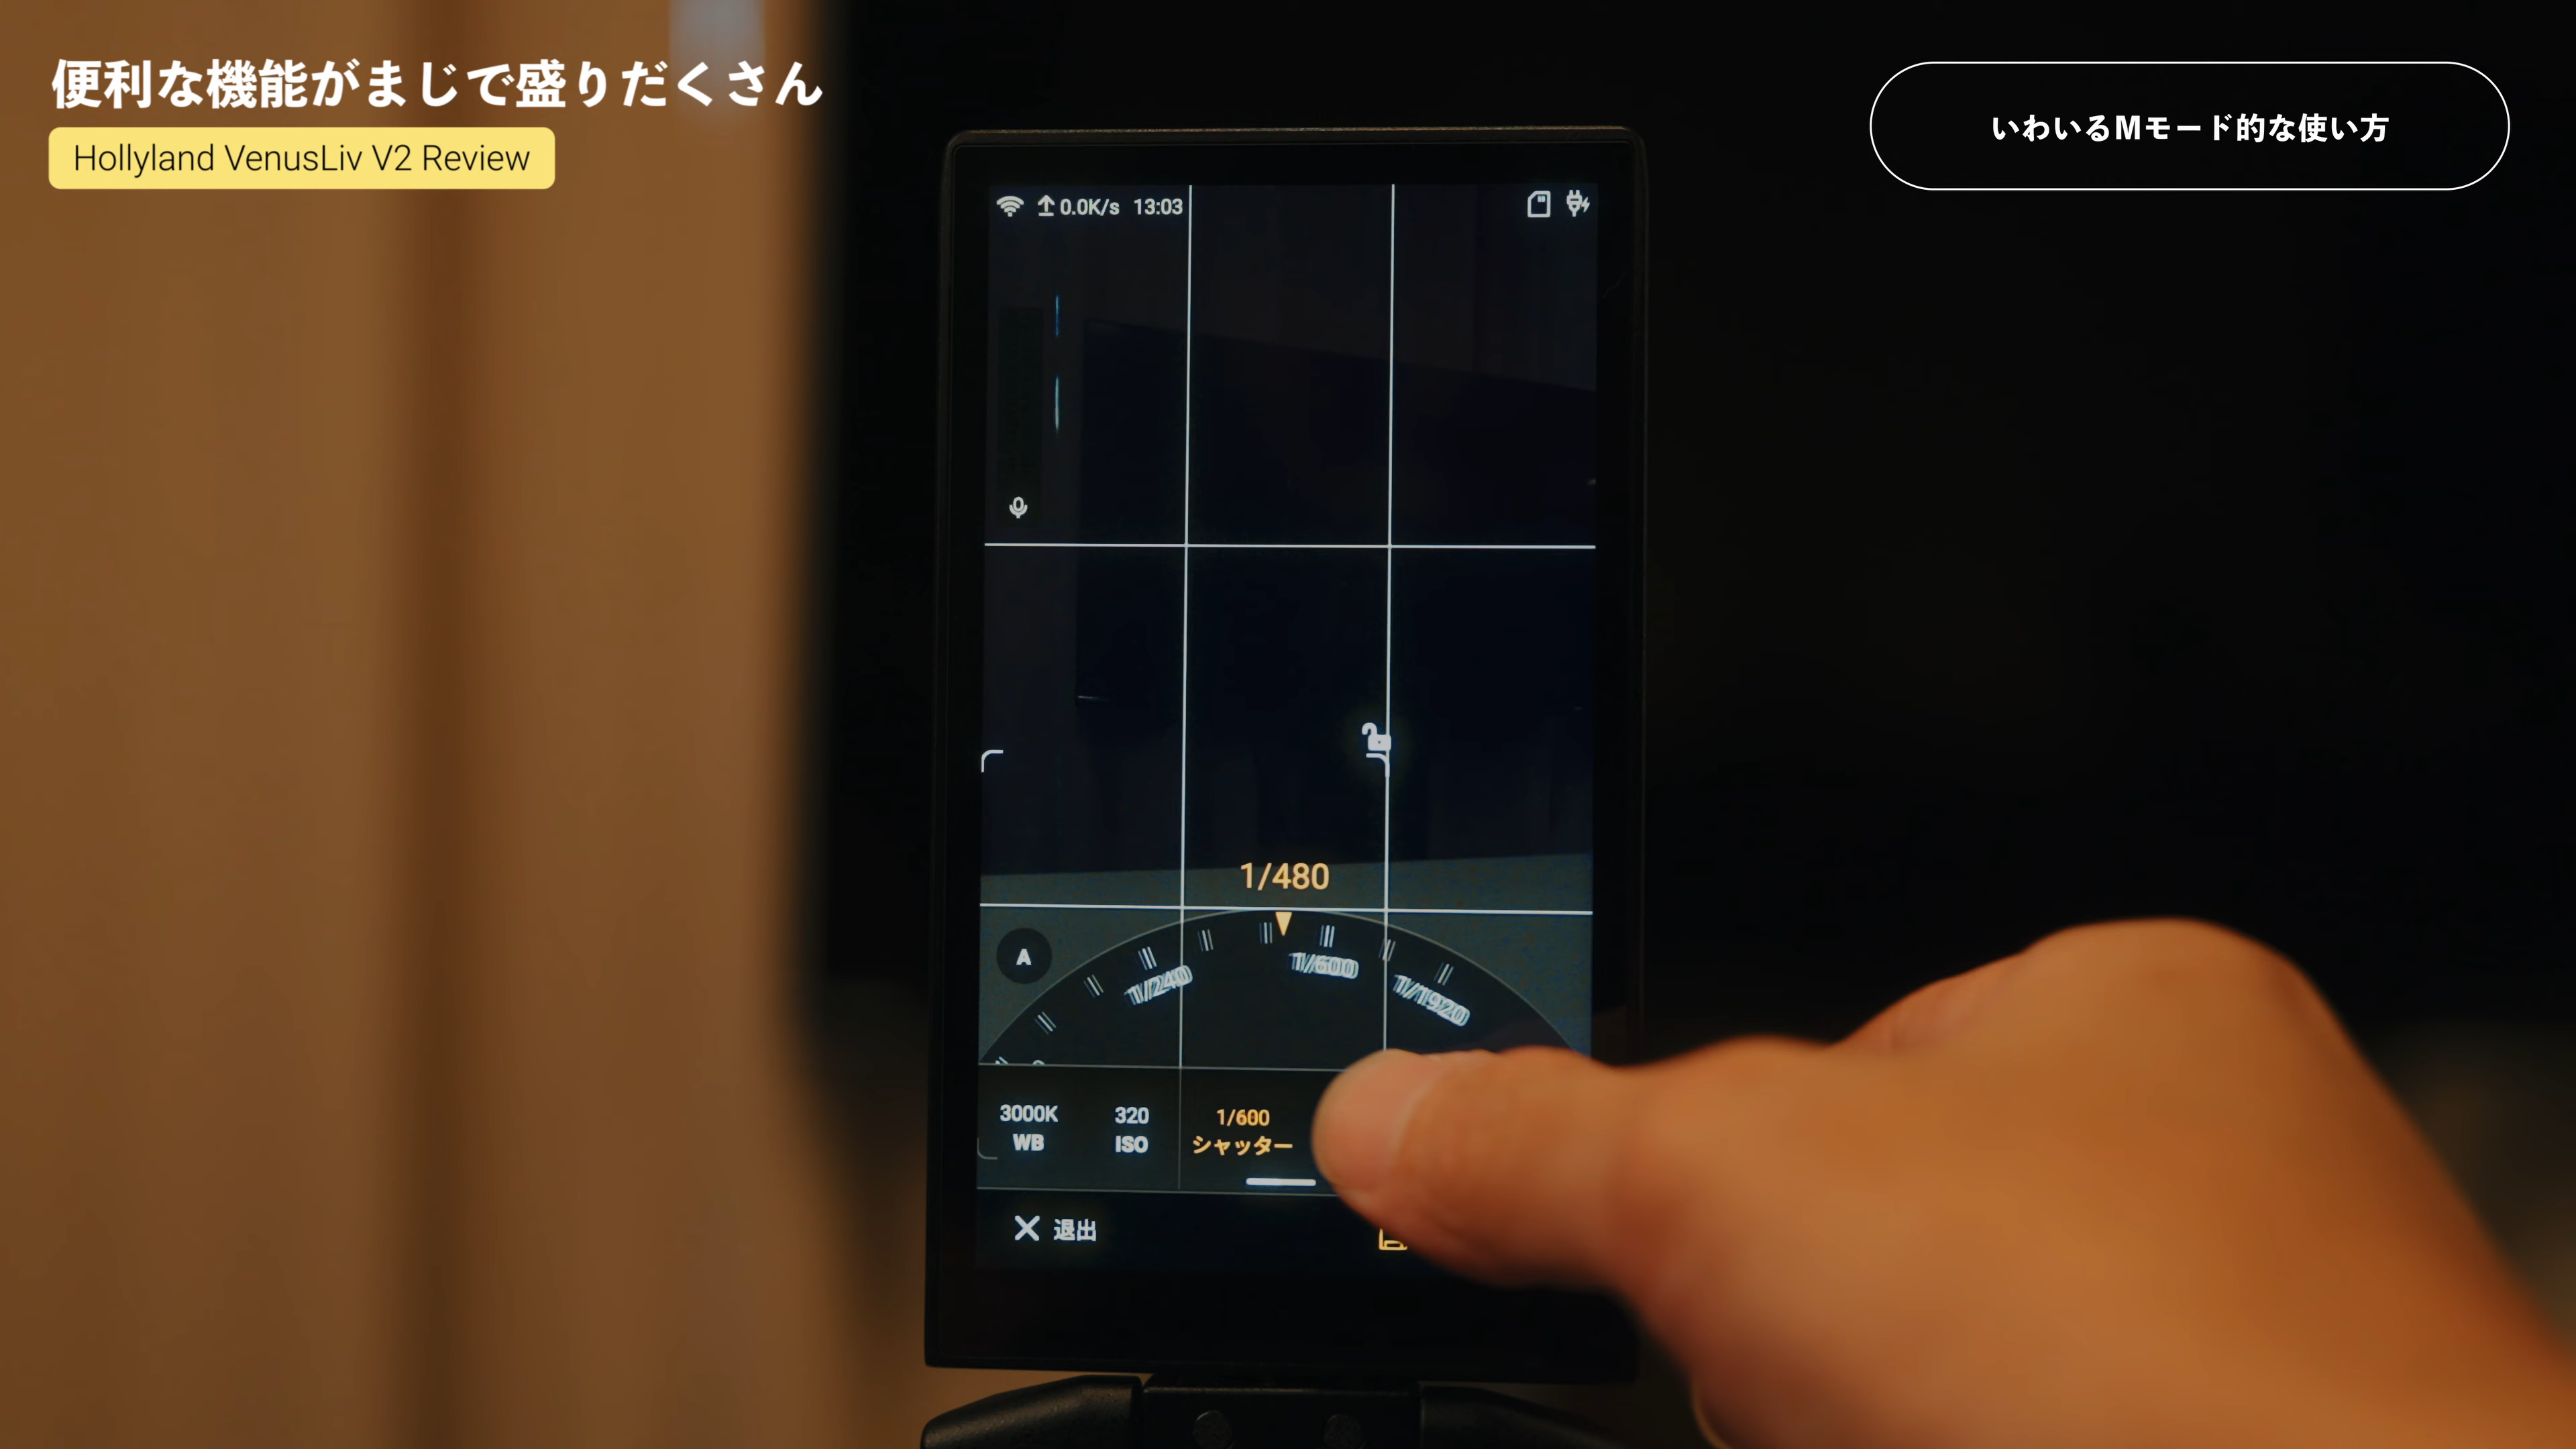 便利な機能がまじで盛りだくさん
Hollyland VenusLiv V2 Review
いわいるMモード的な使い方
0.0K/s 13:03
1/480
A
1/240
1/600
1/1920
3000K
WB
320
ISO
1/600
シャッター
退出